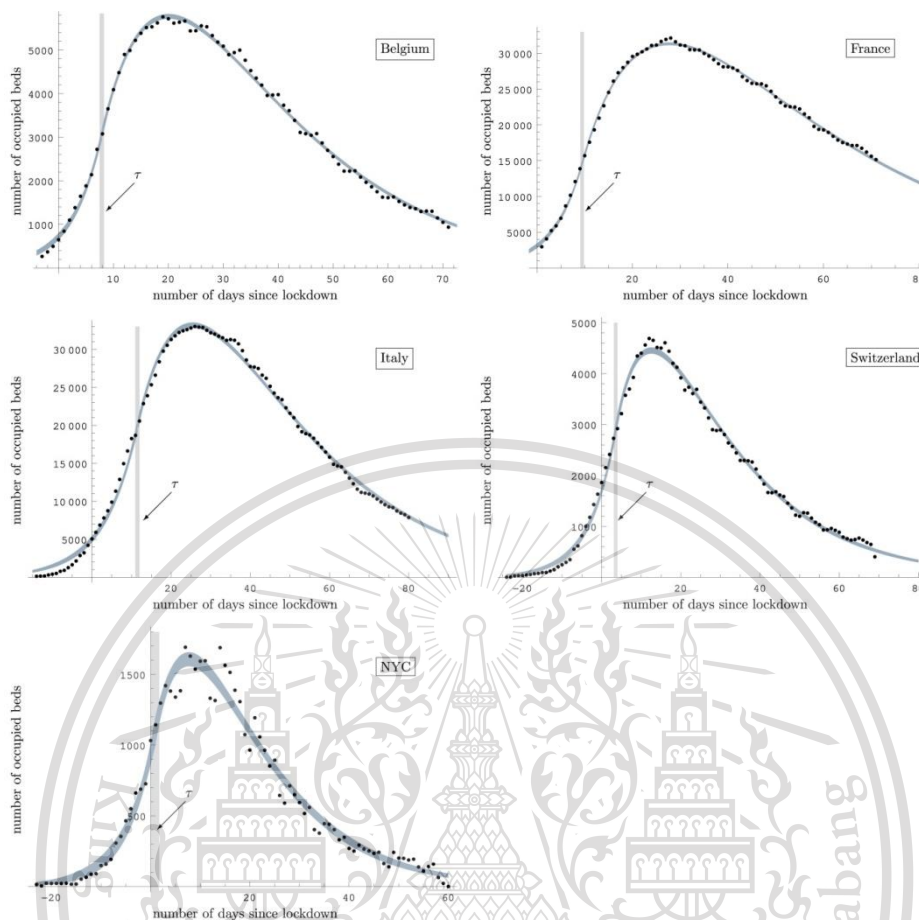 number of occupied beds
5000
4000
3000
2000
1000
Belgium
τ
10 20 30 40 50 60 70
number of days since lockdown
number of occupied beds
30 000
25 000
20 000
15 000
10 000
5000
France
τ
20 40 60 80
number of days since lockdown
number of occupied beds
30 000
25 000
20 000
15 000
10 000
5000
Italy
τ
20 40 60 80
number of days since lockdown
number of occupied beds
5000
4000
3000
2000
1000
Switzerland
τ
-20 20 40 60 80
number of days since lockdown
number of occupied beds
1500
1000
500
NYC
τ
-20 20 40 60
number of days since lockdown
King
abang